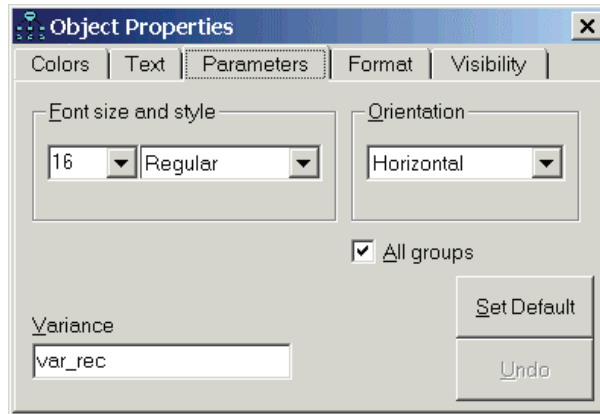 Object Properties
Colors Text Parameters Format Visibility
Font size and style Orientation
16 Regular Horizontal
All groups
Set Default
Variance
var_rec
Undo